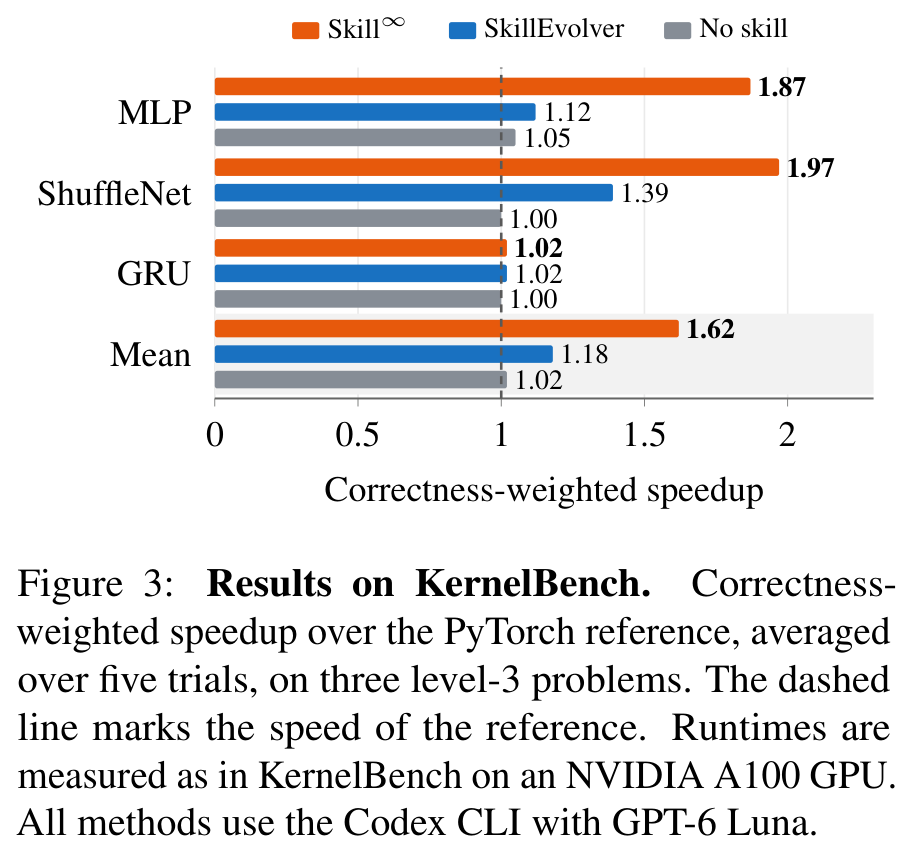 Skill∞ SkillEvolver No skill
MLP
1.87
1.12
1.05
ShuffleNet
1.97
1.39
1.00
GRU
1.02
1.02
1.00
Mean
1.62
1.18
1.02
0 0.5 1 1.5 2
Correctness-weighted speedup
Figure 3: Results on KernelBench. Correctness-
weighted speedup over the PyTorch reference, averaged
over five trials, on three level-3 problems. The dashed
line marks the speed of the reference. Runtimes are
measured as in KernelBench on an NVIDIA A100 GPU.
All methods use the Codex CLI with GPT-6 Luna.